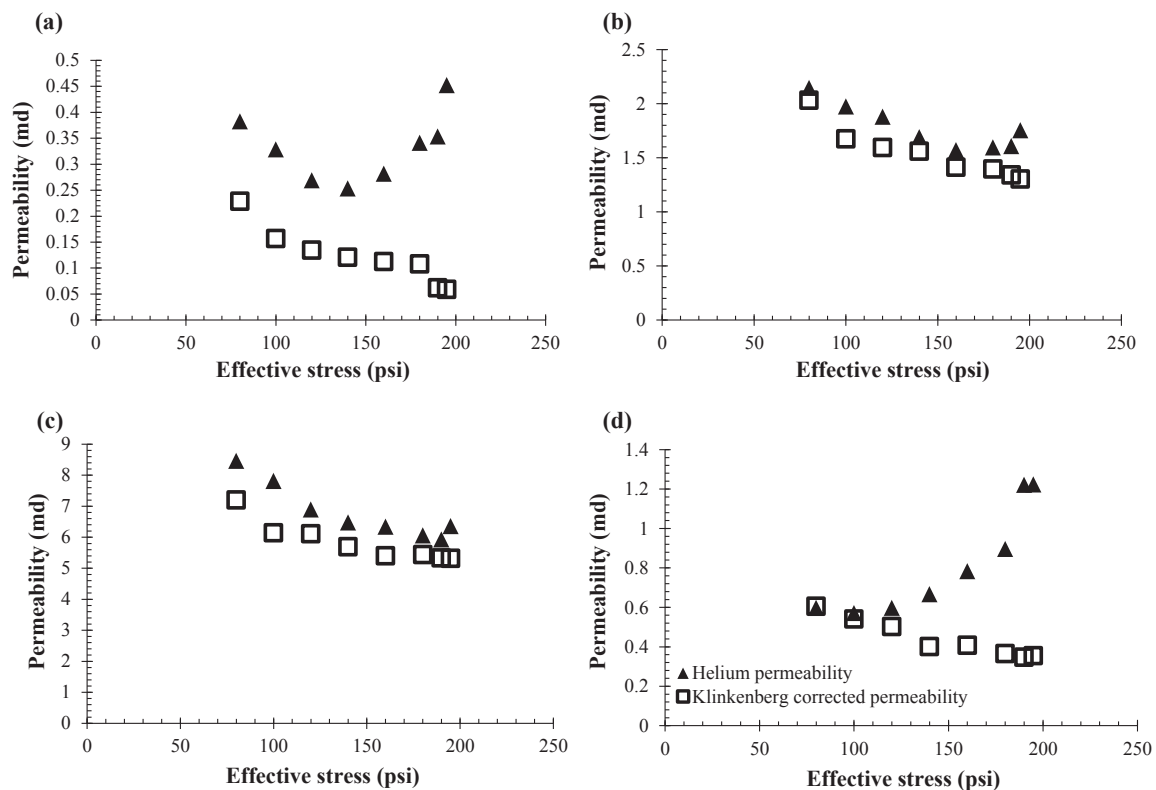 (a)
0.5
0.45
0.4
0.35
0.3
0.25
0.2
0.15
0.1
0.05
0
0 50 100 150 200 250
Permeability (md)
Effective stress (psi)
(b)
2.5
2
1.5
1
0.5
0
0 50 100 150 200 250
Permeability (md)
Effective stress (psi)
(c)
9
8
7
6
5
4
3
2
1
0
0 50 100 150 200 250
Permeability (md)
Effective stress (psi)
(d)
1.4
1.2
1
0.8
0.6
0.4
0.2
0
0 50 100 150 200 250
Permeability (md)
Helium permeability
Klinkenberg corrected permeability
Effective stress (psi)